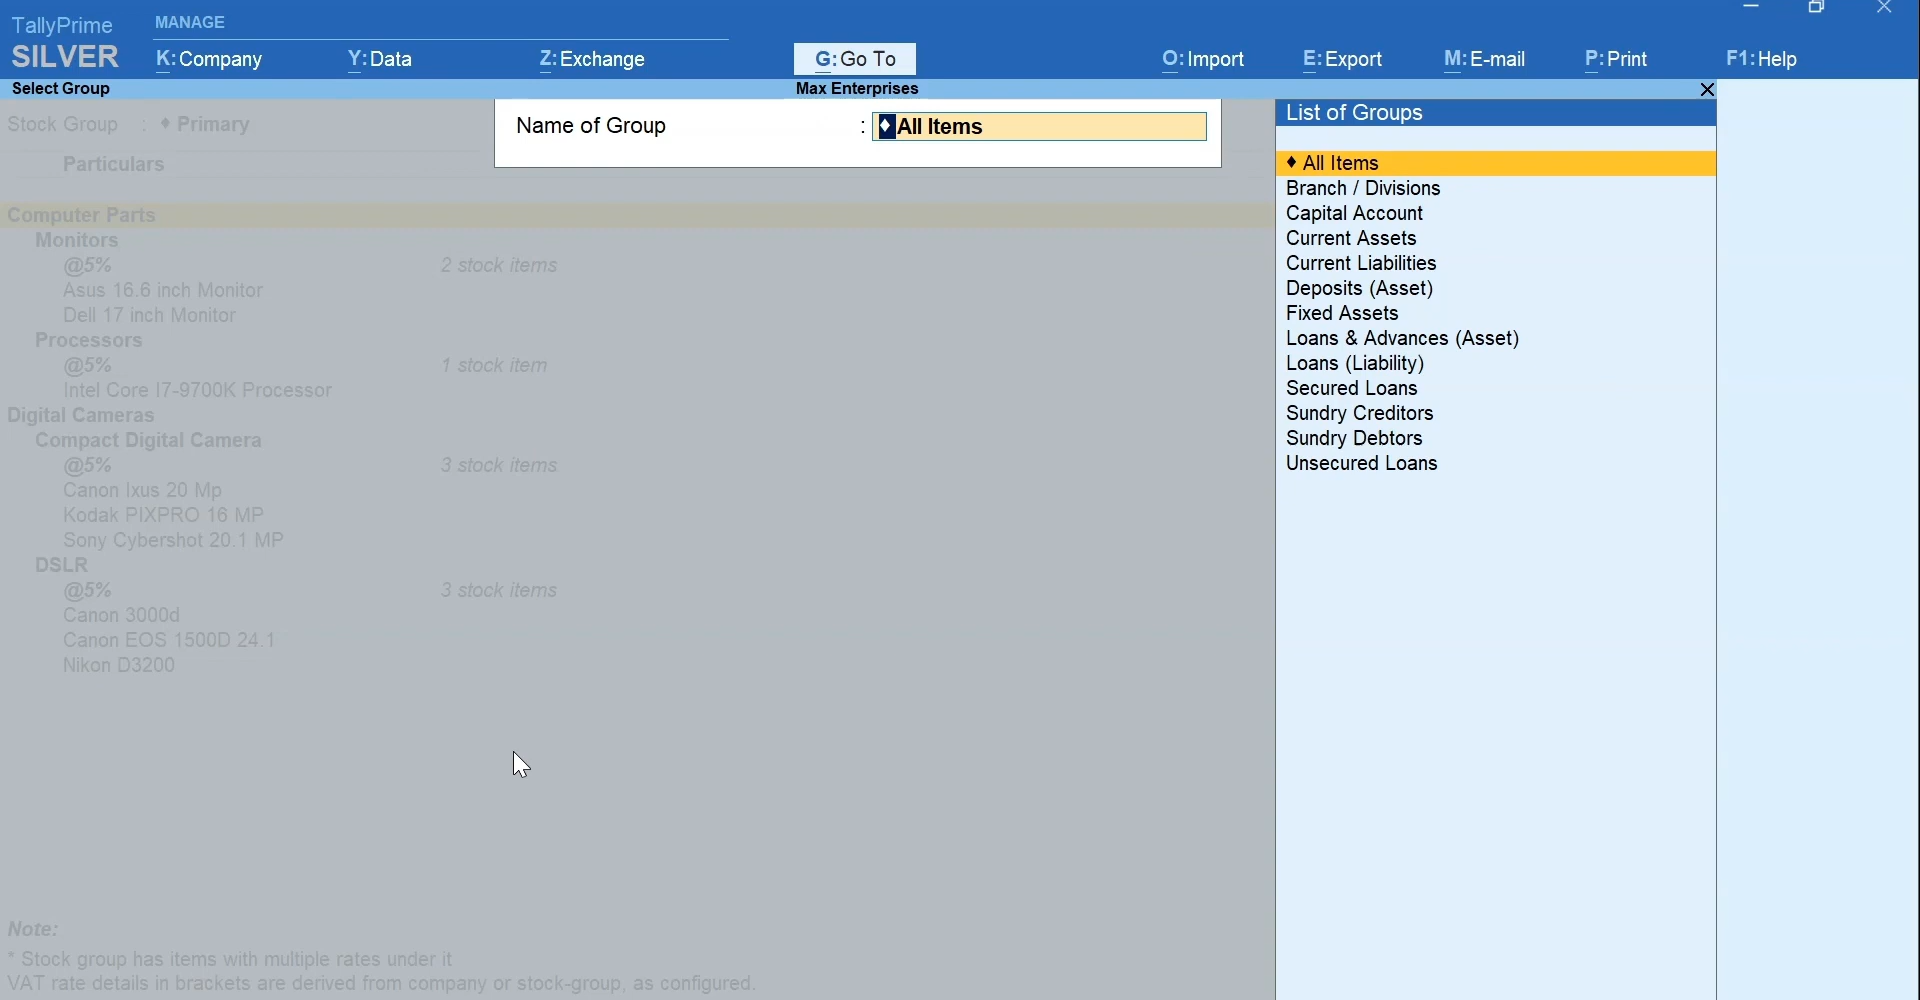 TallyPrime
SILVER
MANAGE
K:Company Y:Data Z:Exchange G:Go To O:Import E:Export M:E-mail P:Print F1:Help
Select Group Max Enterprises
Stock Group : ♦ Primary
Particulars
Computer Parts
Monitors
@5% 2 stock items
Asus 16.6 inch Monitor
Dell 17 inch Monitor
Processors
@5% 1 stock item
Intel Core I7-9700K Processor
Digital Cameras
Compact Digital Camera
@5% 3 stock items
Canon Ixus 20 Mp
Kodak PIXPRO 16 MP
Sony Cybershot 20.1 MP
DSLR
@5% 3 stock items
Canon 3000d
Canon EOS 1500D 24.1
Nikon D3200
Note:
* Stock group has items with multiple rates under it
VAT rate details in brackets are derived from company or stock-group, as configured.
Name of Group : ♦ All Items
List of Groups
♦ All Items
Branch / Divisions
Capital Account
Current Assets
Current Liabilities
Deposits (Asset)
Fixed Assets
Loans & Advances (Asset)
Loans (Liability)
Secured Loans
Sundry Creditors
Sundry Debtors
Unsecured Loans